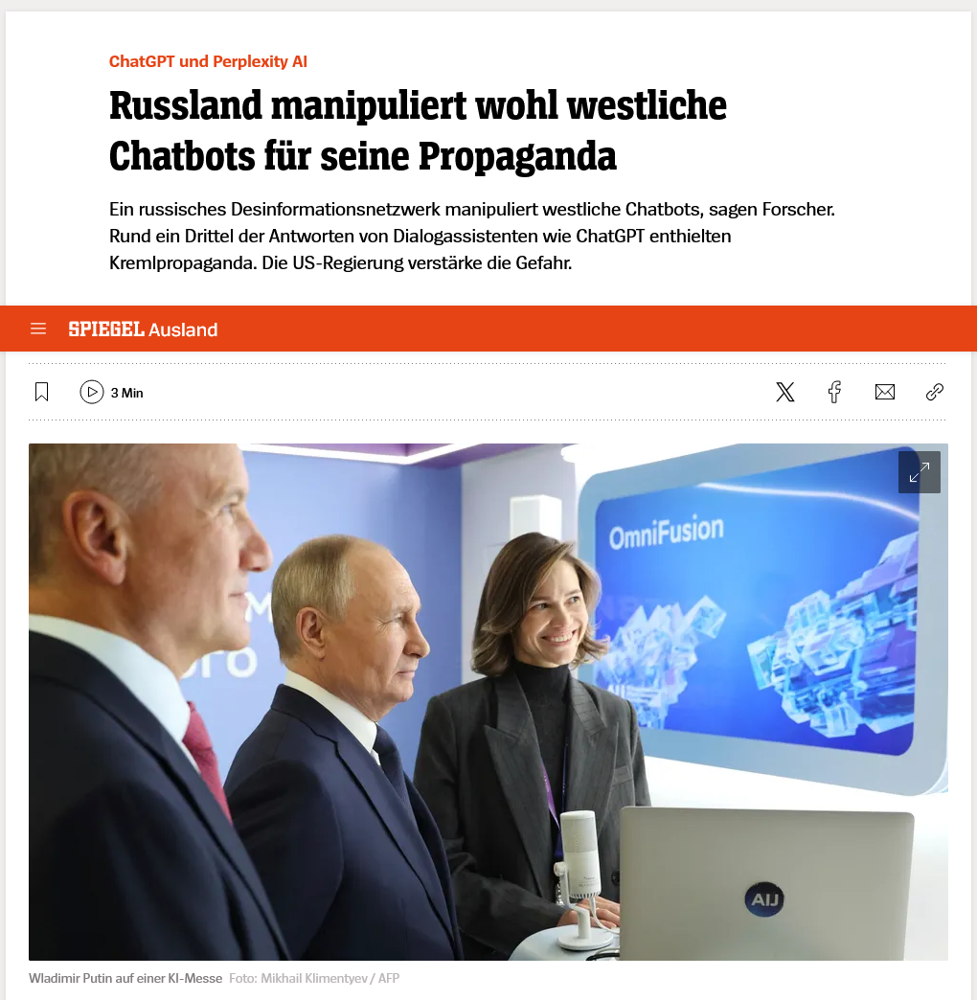 ChatGPT und Perplexity AI
Russland manipuliert wohl westliche
Chatbots für seine Propaganda
Ein russisches Desinformationsnetzwerk manipuliert westliche Chatbots, sagen Forscher.
Rund ein Drittel der Antworten von Dialogassistenten wie ChatGPT enthielten
Kremlpropaganda. Die US-Regierung verstärke die Gefahr.
SPIEGEL Ausland
3 Min
OmniFusion
AIJ
Wladimir Putin auf einer KI-Messe Foto: Mikhail Klimentyev / AFP